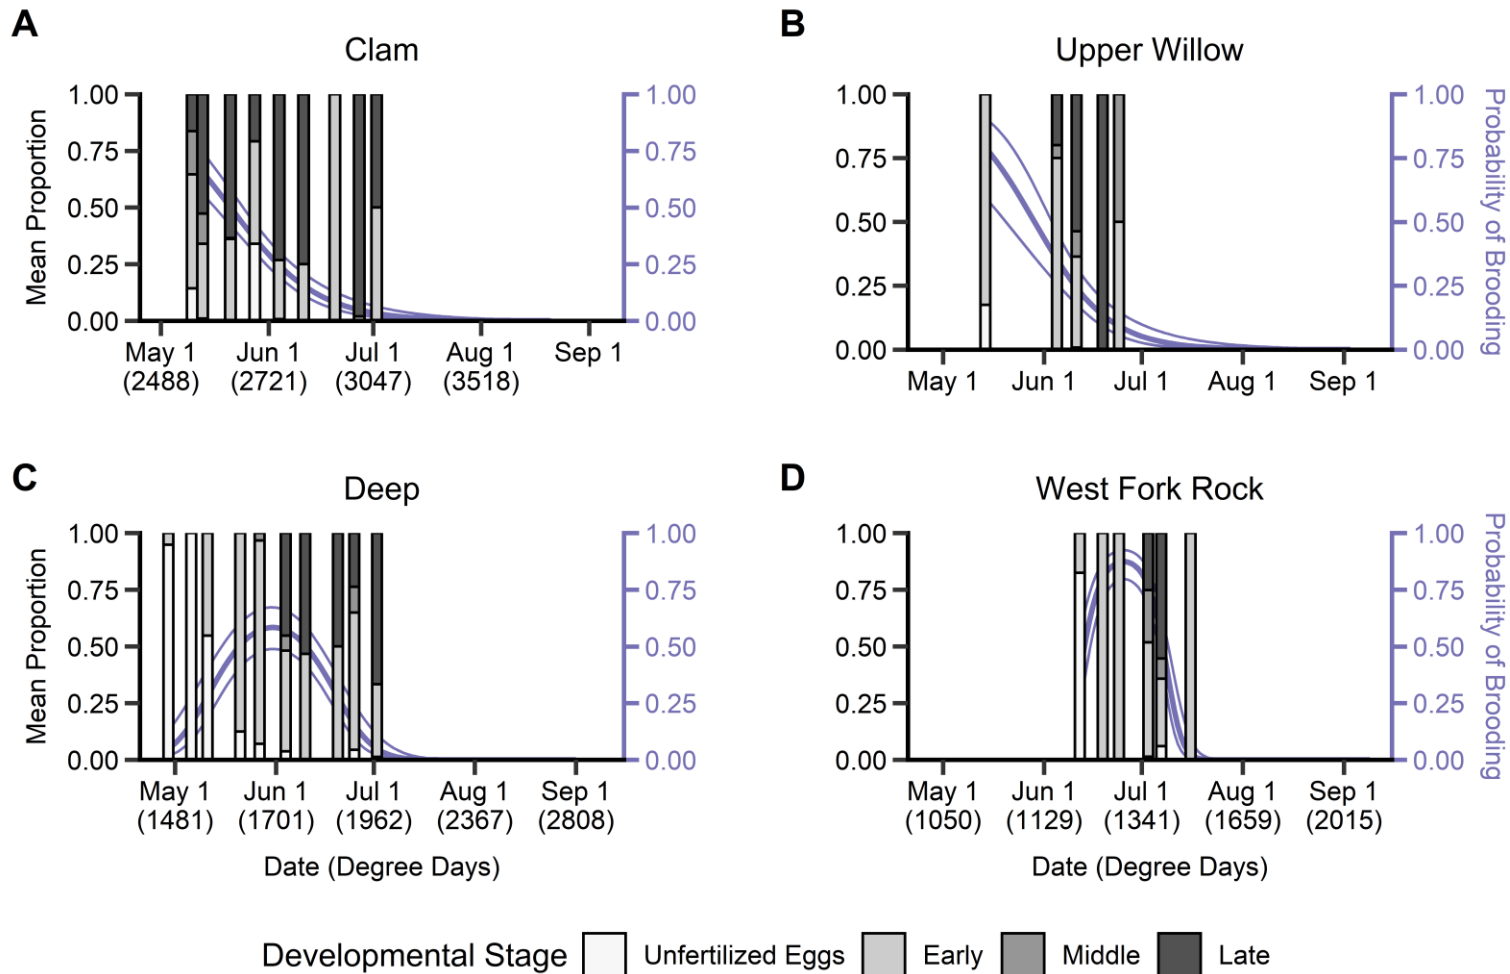 A
Clam
Mean Proportion
1.00
0.75
0.50
0.25
0.00
1.00
0.75
0.50
0.25
0.00
May 1 Jun 1 Jul 1 Aug 1 Sep 1
(2488) (2721) (3047) (3518)
B
Upper Willow
1.00
0.75
0.50
0.25
0.00
1.00
0.75
0.50
0.25
0.00
Probability of Brooding
May 1 Jun 1 Jul 1 Aug 1 Sep 1
C
Deep
Mean Proportion
1.00
0.75
0.50
0.25
0.00
1.00
0.75
0.50
0.25
0.00
May 1 Jun 1 Jul 1 Aug 1 Sep 1
(1481) (1701) (1962) (2367) (2808)
Date (Degree Days)
D
West Fork Rock
1.00
0.75
0.50
0.25
0.00
1.00
0.75
0.50
0.25
0.00
Probability of Brooding
May 1 Jun 1 Jul 1 Aug 1 Sep 1
(1050) (1129) (1341) (1659) (2015)
Date (Degree Days)
Developmental Stage Unfertilized Eggs Early Middle Late